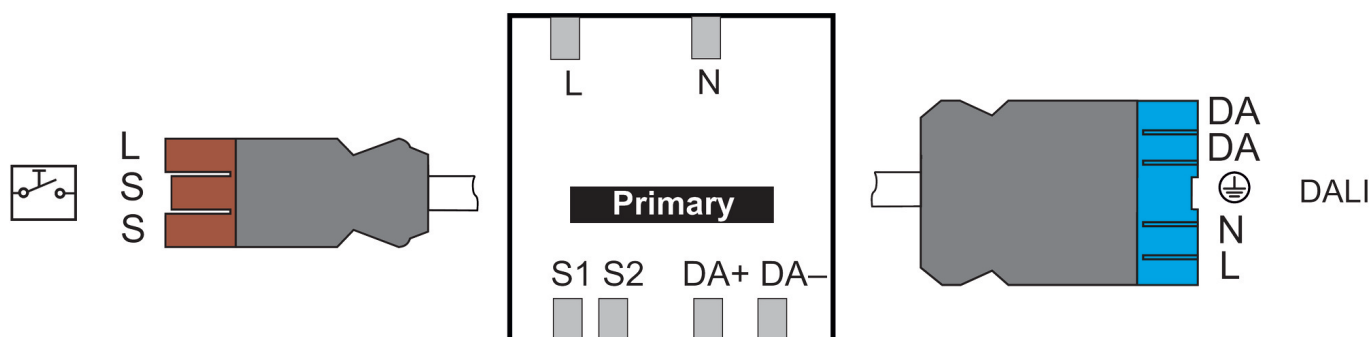 L
S
S
L N
Primary
S1 S2 DA+ DA–
DA
DA
N
L
DALI